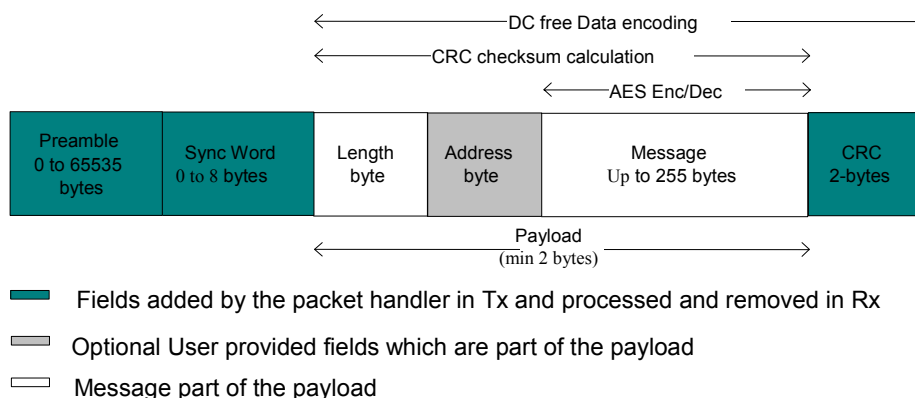 DC free Data encoding
CRC checksum calculation
AES Enc/Dec
Preamble
0 to 65535
bytes
Sync Word
0 to 8 bytes
Length
byte
Address
byte
Message
Up to 255 bytes
CRC
2-bytes
Payload
(min 2 bytes)
Fields added by the packet handler in Tx and processed and removed in Rx
Optional User provided fields which are part of the payload
Message part of the payload